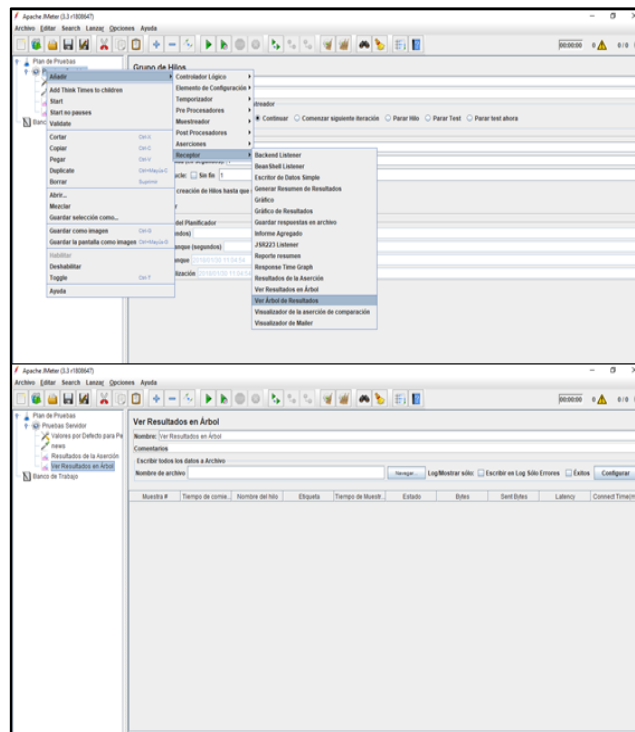 Apache JMeter (3.3 r1808647)
Archivo Editar Search Lanzar Opciones Ayuda
00:00:00 0 0 / 0
Plan de Pruebas
Grupo de Hilos
Añadir
Add Think Times to children
Start
Start no passes
Validate
Cortar Ctrl-X
Copiar Ctrl-C
Pegar Ctrl-V
Duplicate Ctrl+Mayús-C
Borrar Suprimir
Abrir...
Mezclar
Guardar selección como...
Guardar como imagen Ctrl-G
Guardar la pantalla como imagen Ctrl+Mayús-G
Habilitar
Deshabilitar
Toggle Ctrl-T
Ayuda
Controlador Lógico
Elemento de Configuración
Temporizador
Pre Procesadores
Muestreador
Post Procesadores
Aserciones
Receptor
Backend Listener
BeanShell Listener
Escritor de Datos Simple
Generar Resumen de Resultados
Gráfico
Gráfico de Resultados
Guardar respuestas en archivo
Informe Agregado
JSR223 Listener
Reporte resumen
Response Time Graph
Resultados de la Aserción
Ver Resultados en Árbol
Ver Árbol de Resultados
Visualizador de la aserción de comparación
Visualizador de Mailer
Continuar Comenzar siguiente iteración Parar Hilo Parar Test Parar test ahora
Sin fin 1
creación de Hilos hasta que
del Planificador
Apache JMeter (3.3 r1808647)
Archivo Editar Search Lanzar Opciones Ayuda
00:00:00 0 0 / 0
Plan de Pruebas
Pruebas Servidor
Valores por Defecto para Pe
news
Resultados de la Aserción
Ver Resultados en Árbol
Banco de Trabajo
Ver Resultados en Árbol
Nombre: Ver Resultados en Árbol
Comentarios
Escribir todos los datos a Archivo
Nombre de archivo Navegar... Log/Mostrar sólo: Escribir en Log Sólo Errores Éxitos Configurar
Muestra # Tiempo de comie... Nombre del hilo Etiqueta Tiempo de Muestr... Estado Bytes Sent Bytes Latency Connect Time(m